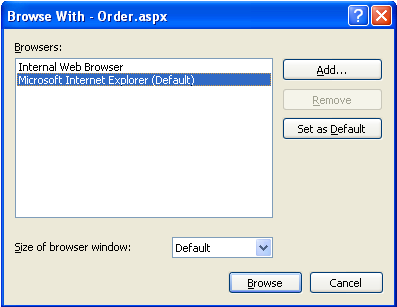 Browse With - Order.aspx
Browsers:
Internal Web Browser
Microsoft Internet Explorer (Default)
Add...
Remove
Set as Default
Size of browser window:
Default
Browse
Cancel